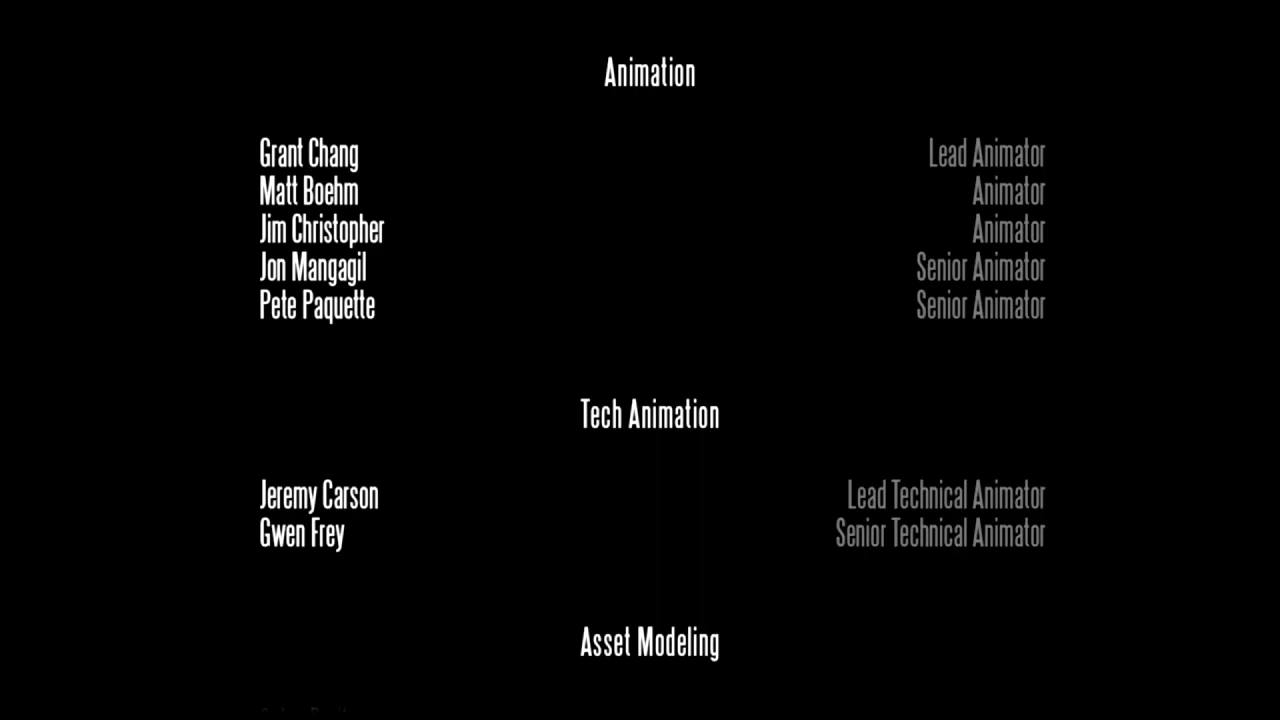 Animation
Grant Chang Lead Animator
Matt Boehm Animator
Jim Christopher Animator
Jon Mangagil Senior Animator
Pete Paquette Senior Animator
Tech Animation
Jeremy Carson Lead Technical Animator
Gwen Frey Senior Technical Animator
Asset Modeling